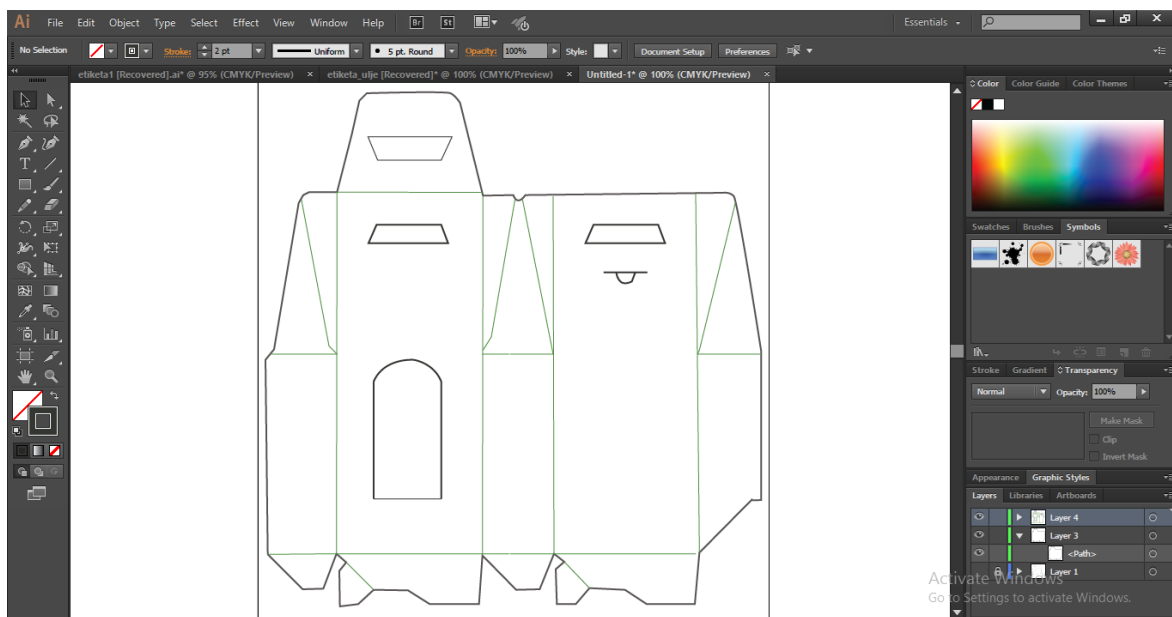 Ai File Edit Object Type Select Effect View Window Help Br St Essentials
No Selection Stroke: 2 pt Uniform 5 pt. Round Opacity: 100% Style: Document Setup Preferences
etiketa1 [Recovered].ai* @ 95% (CMYK/Preview) × etiketa_ulje [Recovered]* @ 100% (CMYK/Preview) × Untitled-1* @ 100% (CMYK/Preview) ×
Color Color Guide Color Themes
Swatches Brushes Symbols
Stroke Gradient Transparency
Normal Opacity: 100%
Make Mask
Clip
Invert Mask
Appearance Graphic Styles
Layers Libraries Artboards
Layer 4
Layer 3
<Path>
Layer 1
Activate Windows
Go to Settings to activate Windows.